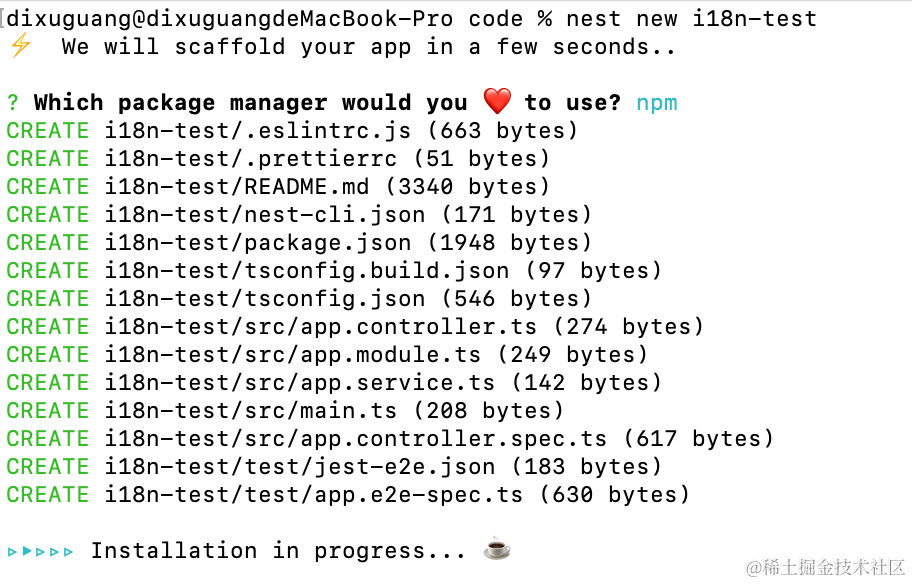 [dixuguang@dixuguangdeMacBook-Pro code % nest new i18n-test
⚡ We will scaffold your app in a few seconds..
? Which package manager would you ❤️ to use? npm
CREATE i18n-test/.eslintrc.js (663 bytes)
CREATE i18n-test/.prettierrc (51 bytes)
CREATE i18n-test/README.md (3340 bytes)
CREATE i18n-test/nest-cli.json (171 bytes)
CREATE i18n-test/package.json (1948 bytes)
CREATE i18n-test/tsconfig.build.json (97 bytes)
CREATE i18n-test/tsconfig.json (546 bytes)
CREATE i18n-test/src/app.controller.ts (274 bytes)
CREATE i18n-test/src/app.module.ts (249 bytes)
CREATE i18n-test/src/app.service.ts (142 bytes)
CREATE i18n-test/src/main.ts (208 bytes)
CREATE i18n-test/src/app.controller.spec.ts (617 bytes)
CREATE i18n-test/test/jest-e2e.json (183 bytes)
CREATE i18n-test/test/app.e2e-spec.ts (630 bytes)
▹▸▹▹▹ Installation in progress... ☕
@稀土掘金技术社区